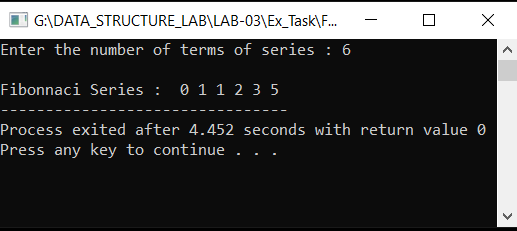 G:\DATA_STRUCTURE_LAB\LAB-03\Ex_Task\F...
Enter the number of terms of series : 6
Fibonnaci Series :  0 1 1 2 3 5
--------------------------------
Process exited after 4.452 seconds with return value 0
Press any key to continue . . .